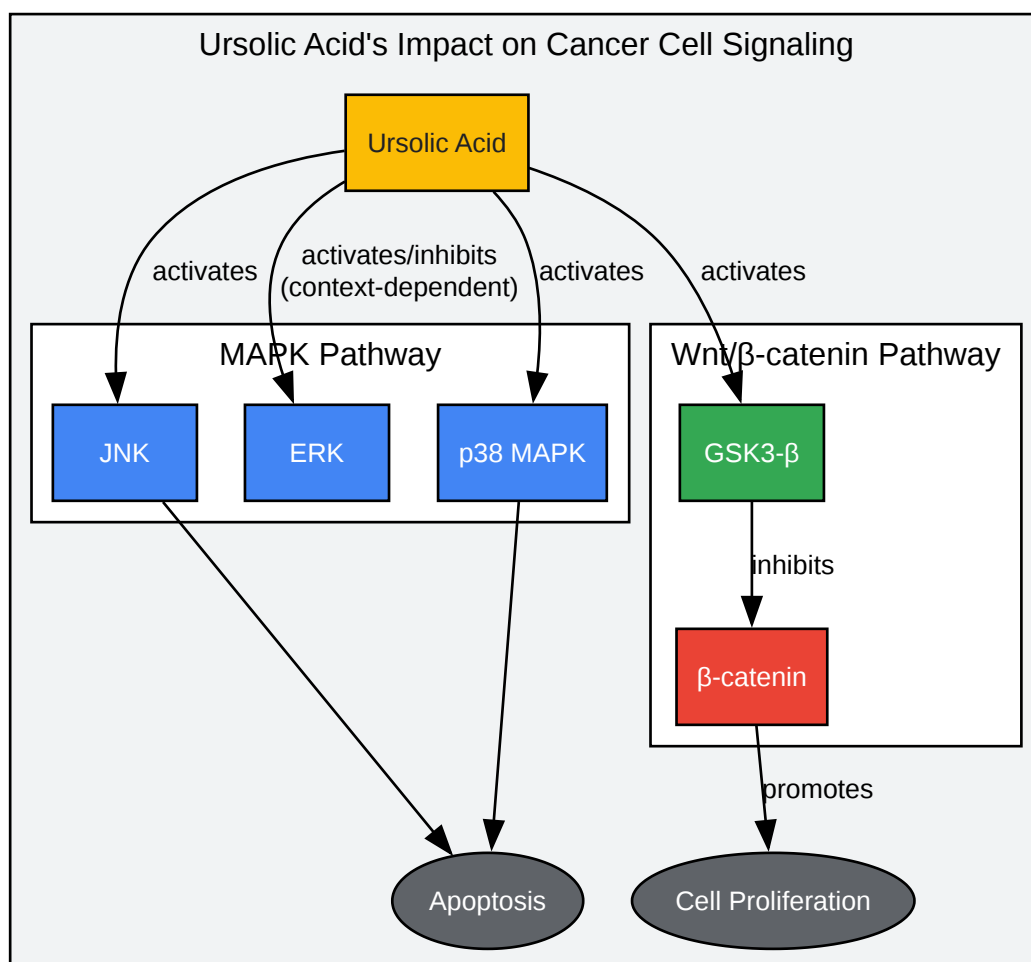 Ursolic Acid's Impact on Cancer Cell Signaling
Ursolic Acid
activates
activates/inhibits
(context-dependent)
activates
activates
MAPK Pathway
Wnt/β-catenin Pathway
JNK
ERK
p38 MAPK
GSK3-β
inhibits
β-catenin
promotes
Apoptosis
Cell Proliferation